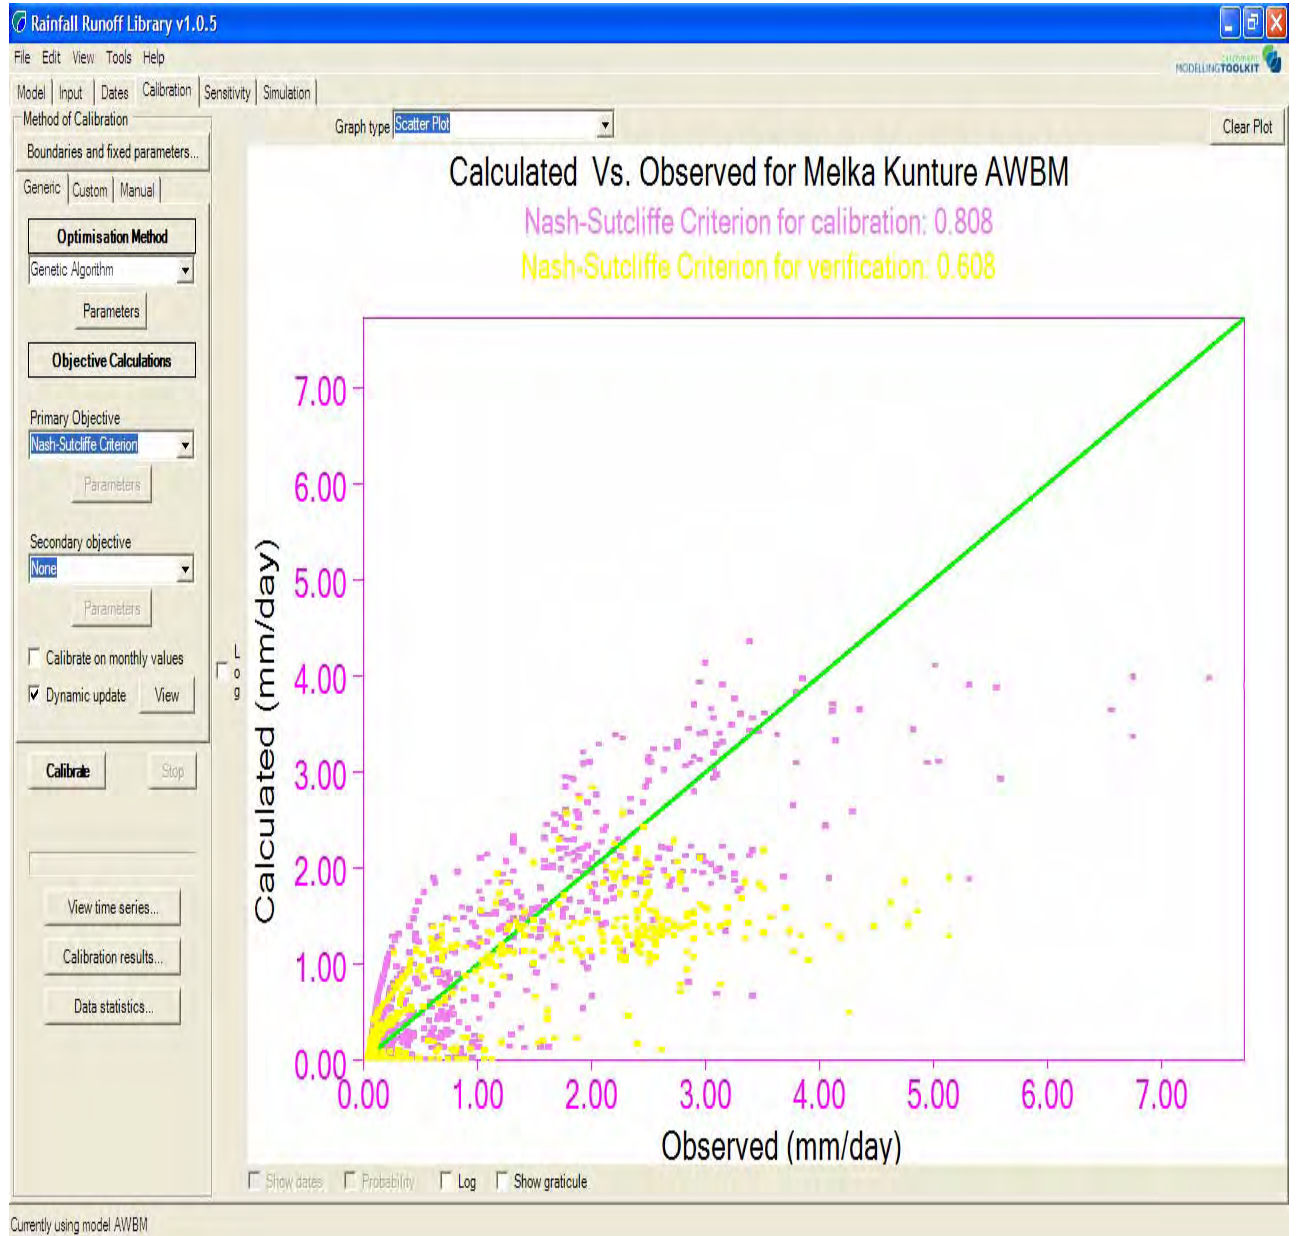 Rainfall Runoff Library v1.0.5
File Edit View Tools Help
MODELLINGTOOLKIT
Model Input Dates Calibration Sensitivity Simulation
Method of Calibration
Boundaries and fixed parameters...
Generic Custom Manual
Optimisation Method
Genetic Algorithm
Parameters
Objective Calculations
Primary Objective
Nash-Sutcliffe Criterion
Parameters
Secondary objective
None
Parameters
Calibrate on monthly values
Dynamic update View
Calibrate Stop
View time series...
Calibration results...
Data statistics...
Log
Graph type Scatter Plot
Clear Plot
Calculated Vs. Observed for Melka Kunture AWBM
Nash-Sutcliffe Criterion for calibration: 0.808
Nash-Sutcliffe Criterion for verification: 0.608
Calculated (mm/day)
7.00
6.00
5.00
4.00
3.00
2.00
1.00
0.00
0.00 1.00 2.00 3.00 4.00 5.00 6.00 7.00
Observed (mm/day)
Show dates Probability Log Show graticule
Currently using model AWBM